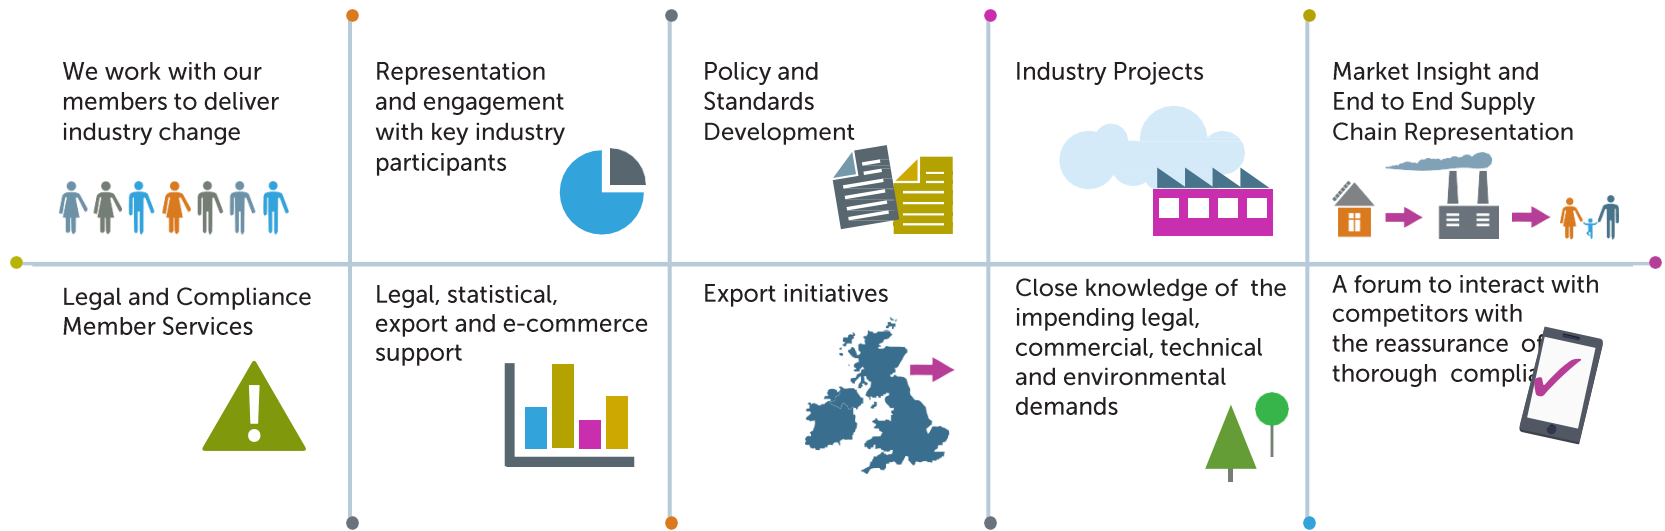 We work with our
members to deliver
industry change
Representation
and engagement
with key industry
participants
Policy and
Standards
Development
Industry Projects
Market Insight and
End to End Supply
Chain Representation
Legal and Compliance
Member Services
Legal, statistical,
export and e-commerce
support
Export initiatives
Close knowledge of the
impending legal,
commercial, technical
and environmental
demands
A forum to interact with
competitors with
the reassurance of
thorough